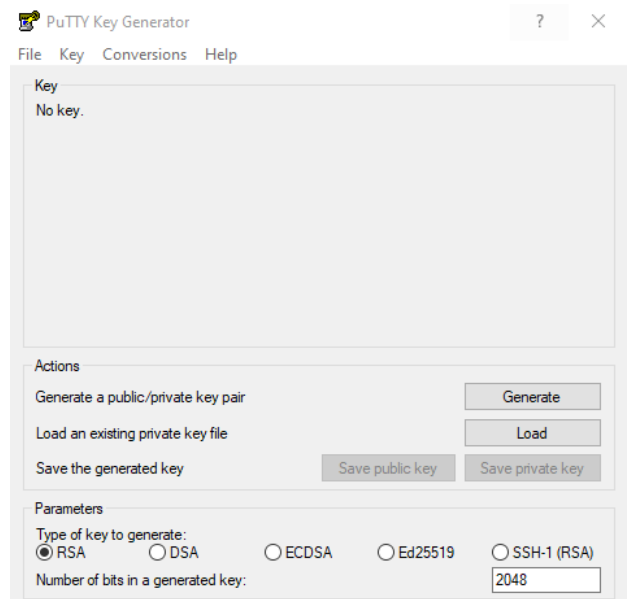 PuTTY Key Generator ?
File Key Conversions Help
Key
No key.
Actions
Generate a public/private key pair Generate
Load an existing private key file Load
Save the generated key Save public key Save private key
Parameters
Type of key to generate:
RSA DSA ECDSA Ed25519 SSH-1 (RSA)
Number of bits in a generated key: 2048